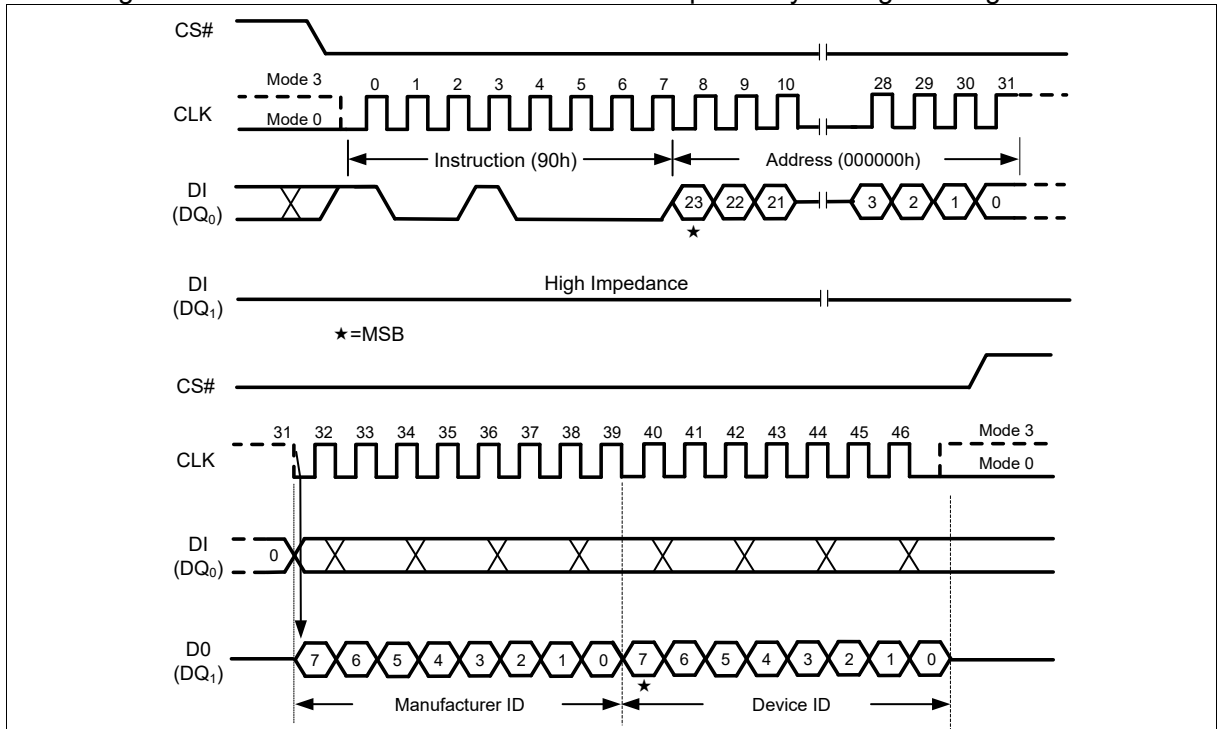 CS#
Mode 3
CLK
Mode 0
0 1 2 3 4 5 6 7 8 9 10 28 29 30 31
Instruction (90h) Address (000000h)
DI
(DQ0)
23 22 21 3 2 1 0
★
DI
(DQ1)
High Impedance
★=MSB
CS#
CLK
31 32 33 34 35 36 37 38 39 40 41 42 43 44 45 46
Mode 3
Mode 0
DI
(DQ0)
0
D0
(DQ1)
7 6 5 4 3 2 1 0 7 6 5 4 3 2 1 0
★
Manufacturer ID Device ID